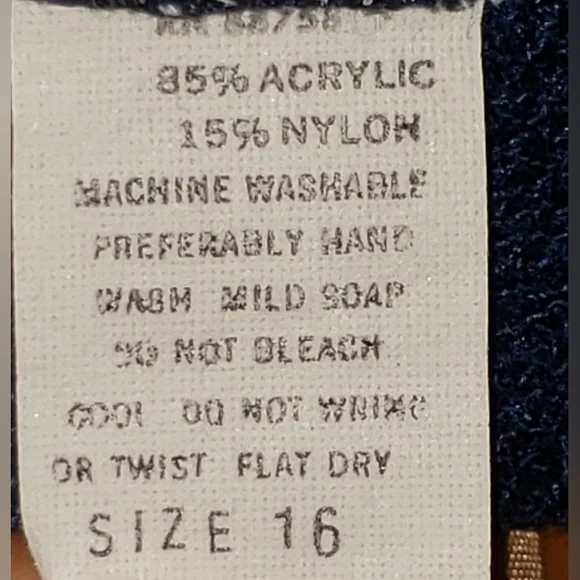 85% ACRYLIC
15% NYLON
MACHINE WASHABLE
PREFERABLY HAND
WASH MILD SOAP
DO NOT BLEACH
COOL DO NOT WRING
OR TWIST FLAT DRY
SIZE 16